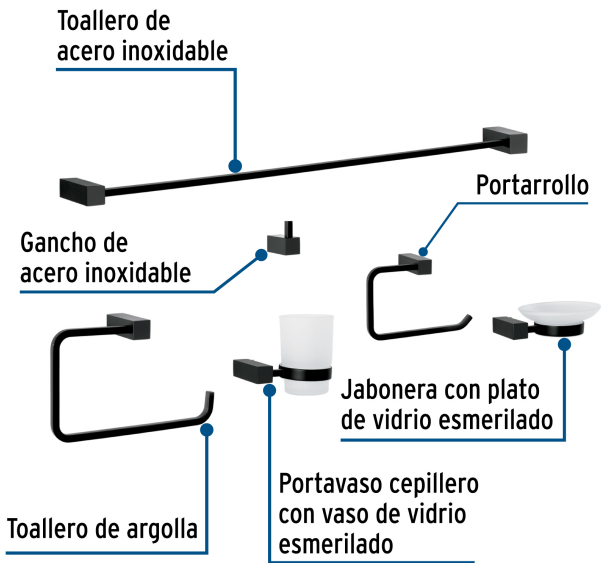 Toallero de
acero inoxidable
Portarrollo
Gancho de
acero inoxidable
Jabonera con plato
de vidrio esmerilado
Portavaso cepillero
con vaso de vidrio
esmerilado
Toallero de argolla